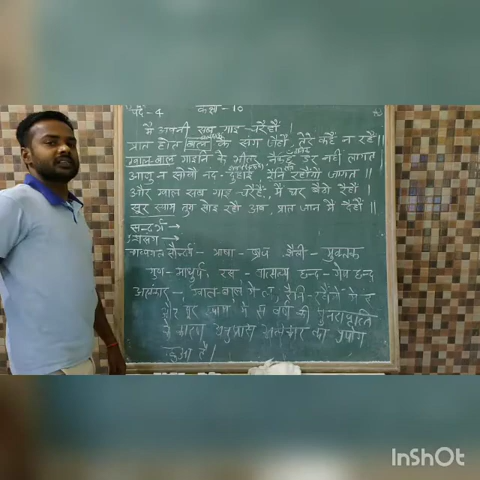 पद - 4 कक्षा - 10
मैं अपनी सब गाइ चरैहौं ।
प्रात होत बल के संग जैहौं, तेरे कहैं न रैहौं ।।
ग्वाल-बाल गाइनि के भीतर, नैकहुँ डर नहीं लागत
आजु न सोवौं नंद-दुहाई, रैनि रहौंगो जागत ।।
और ग्वाल सब गाइ चरैहैं, मैं घर बैठो रैहौं ।
सूर स्याम तुम सोइ रहौ अब, प्रात जान मैं दैहौं ।।
सन्दर्भ →
प्रसंग →
काव्यगत सौन्दर्य - भाषा - ब्रज शैली - मुक्तक
गुण - माधुर्य रस - वात्सल्य छन्द - गेय छन्द
अलंकार - ग्वाल-बाल में ल, रैनि रहौंगो में र
और सूर स्याम में स वर्ण की पुनरावृत्ति
के कारण अनुप्रास अलंकार का प्रयोग
हुआ है ।
InShOt